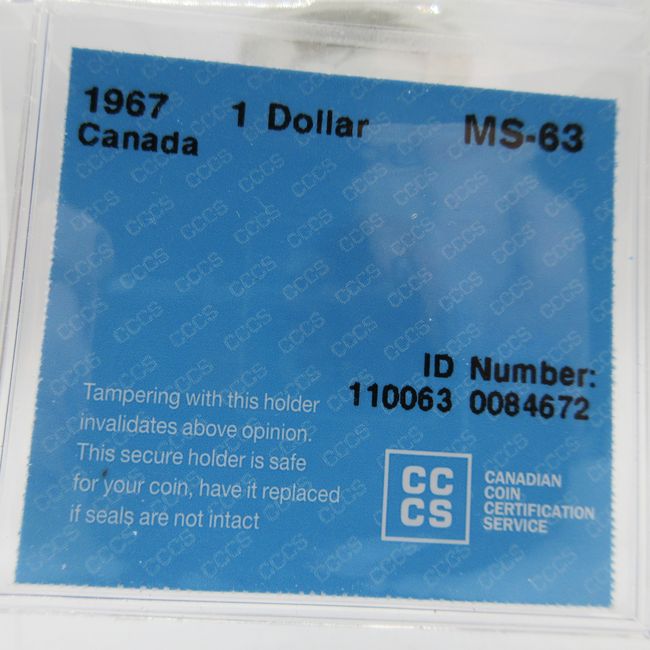 1967 1 Dollar MS-63
Canada
ID Number:
110063 0084672
Tampering with this holder
invalidates above opinion.
This secure holder is safe
for your coin, have it replaced
if seals are not intact
CC
CS
CANADIAN
COIN
CERTIFICATION
SERVICE